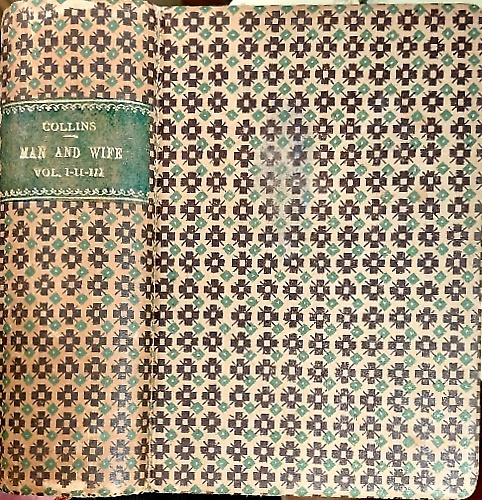 COLLINS
MAN AND WIFE
VOL. I-II-III